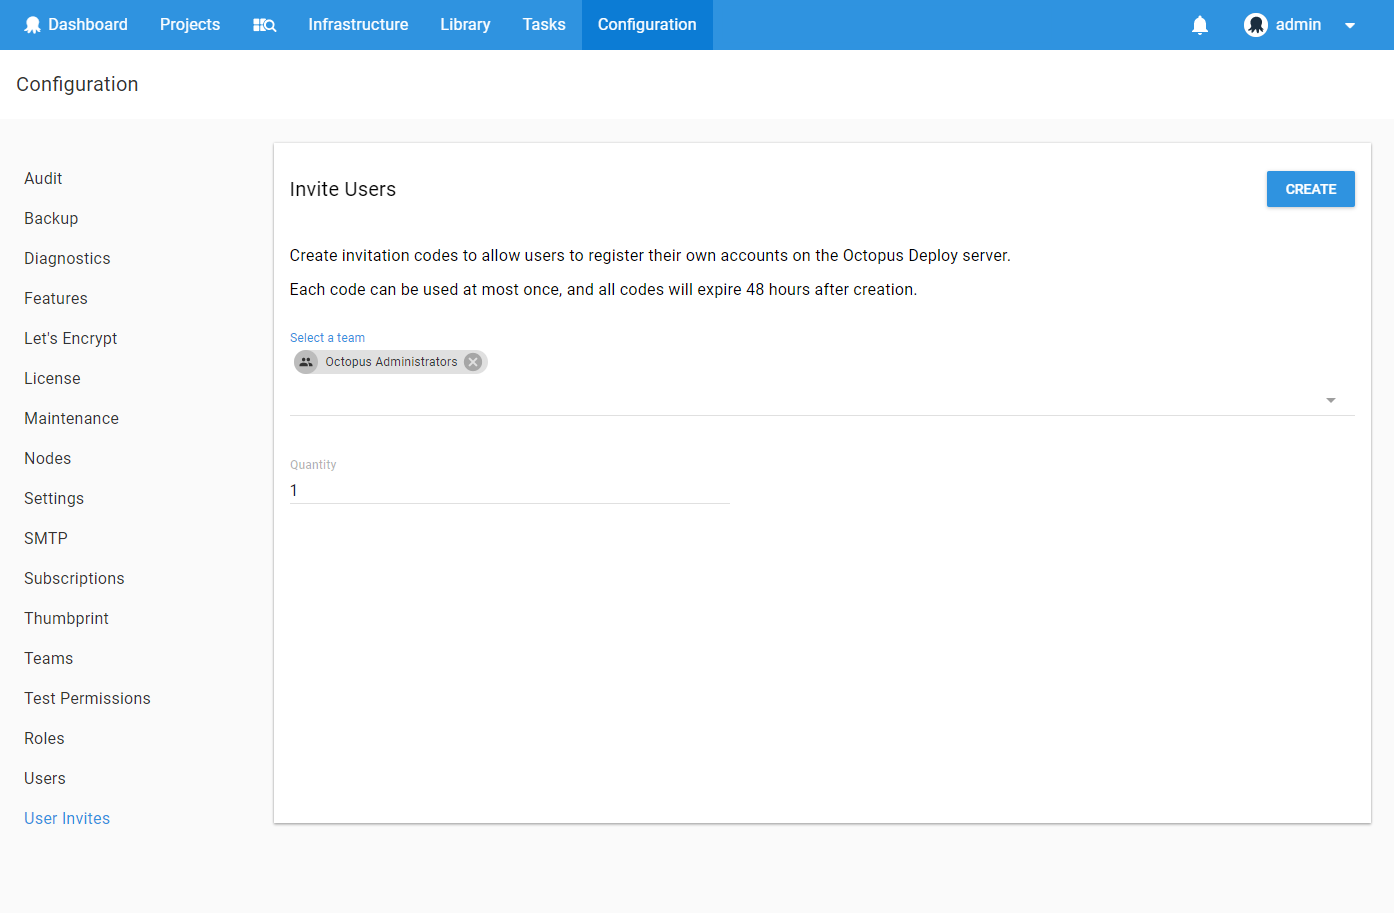 Dashboard Projects Infrastructure Library Tasks Configuration admin
Configuration
Audit
Backup
Diagnostics
Features
Let's Encrypt
License
Maintenance
Nodes
Settings
SMTP
Subscriptions
Thumbprint
Teams
Test Permissions
Roles
Users
User Invites
Invite Users
CREATE
Create invitation codes to allow users to register their own accounts on the Octopus Deploy server.
Each code can be used at most once, and all codes will expire 48 hours after creation.
Select a team
Octopus Administrators
Quantity
1